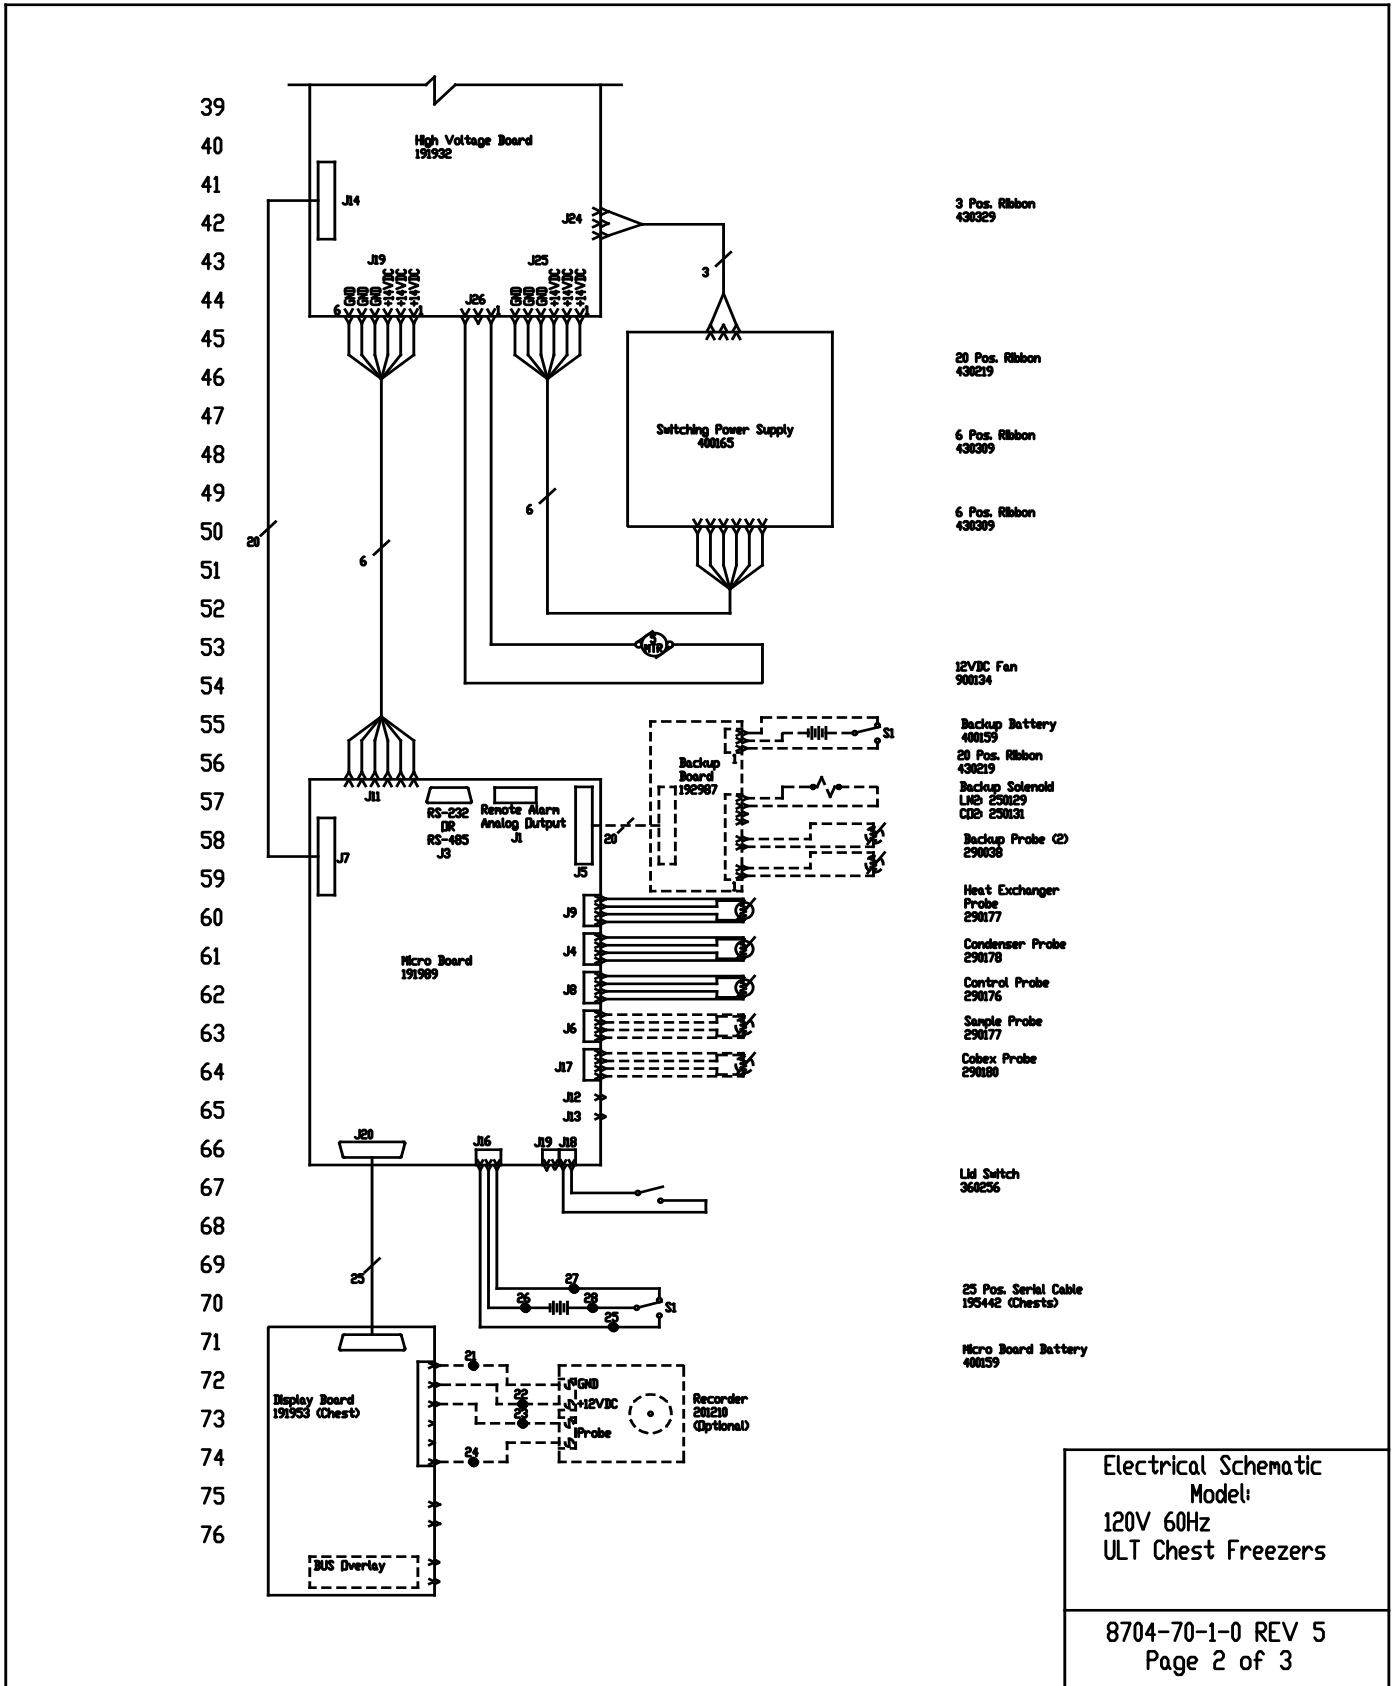 39
40
41
42
43
44
45
46
47
48
49
50
51
52
53
54
55
56
57
58
59
60
61
62
63
64
65
66
67
68
69
70
71
72
73
74
75
76
High Voltage Board
191932
J14
J24
J19
J25
GND
GND
GND
+14VDC
+14VDC
+14VDC
6
1
J26
1
GND
GND
GND
+14VDC
+14VDC
+14VDC
1
3
Switching Power Supply
400165
20
6
6
5
MTR
S1
Backup
Board
192987
1
1
J11
RS-232
OR
RS-485
J3
Remote Alarm
Analog Output
J1
J5
20
J7
J9
J4
Micro Board
191989
J8
J6
J17
J12
J13
J20
J16
J19
J18
25
27
26
28
25
S1
Display Board
191953 (Chest)
21
22
23
24
GND
+12VDC
Probe
Recorder
201210
(Optional)
BUS Overlay
3 Pos. Ribbon
430329
20 Pos. Ribbon
430219
6 Pos. Ribbon
430309
6 Pos. Ribbon
430309
12VDC Fan
900134
Backup Battery
400159
20 Pos. Ribbon
430219
Backup Solenoid
LN2: 250129
CO2: 250131
Backup Probe (2)
290038
Heat Exchanger
Probe
290177
Condenser Probe
290178
Control Probe
290176
Sample Probe
290177
Cobex Probe
290180
Lid Switch
360256
25 Pos. Serial Cable
195442 (Chests)
Micro Board Battery
400159
Electrical Schematic
Model:
120V 60Hz
ULT Chest Freezers
8704-70-1-0 REV 5
Page 2 of 3